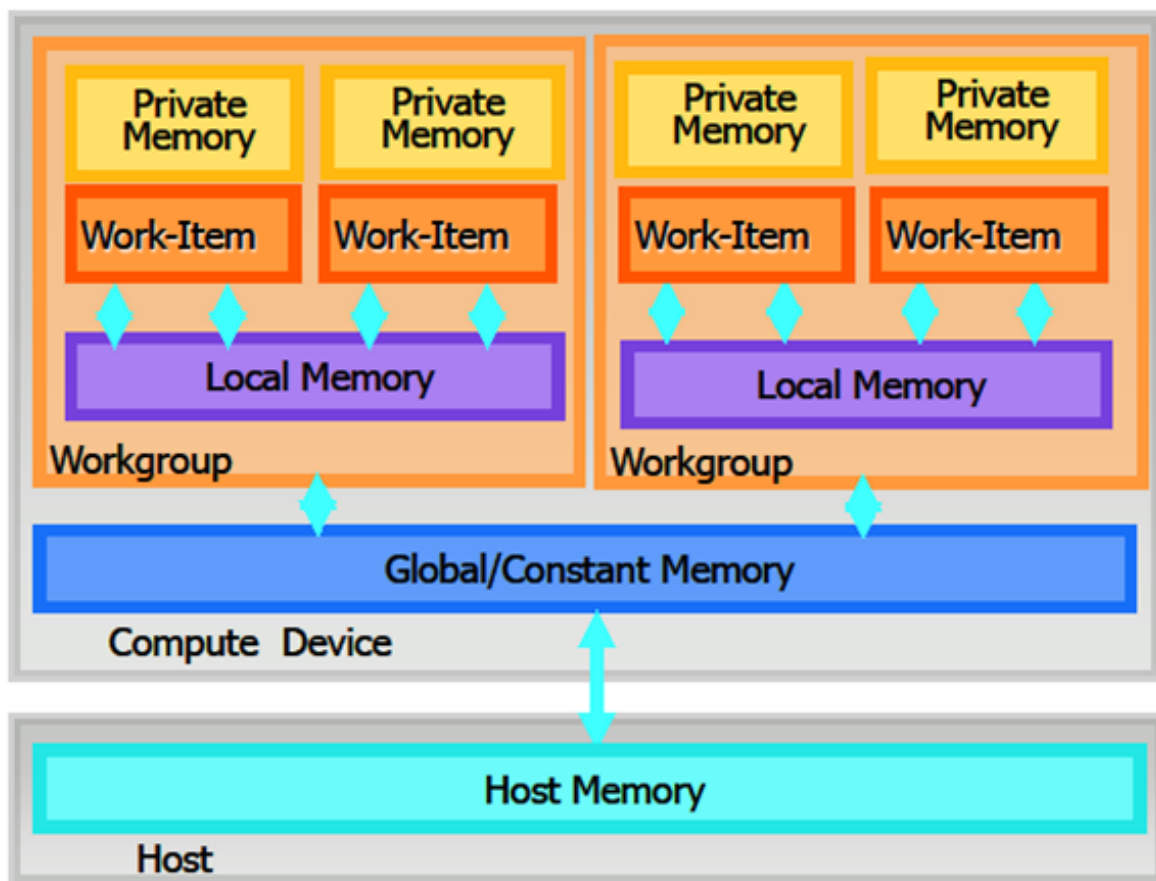 Private
Memory
Private
Memory
Private
Memory
Private
Memory
Work-Item
Work-Item
Work-Item
Work-Item
Local Memory
Local Memory
Workgroup
Workgroup
Global/Constant Memory
Compute Device
Host Memory
Host